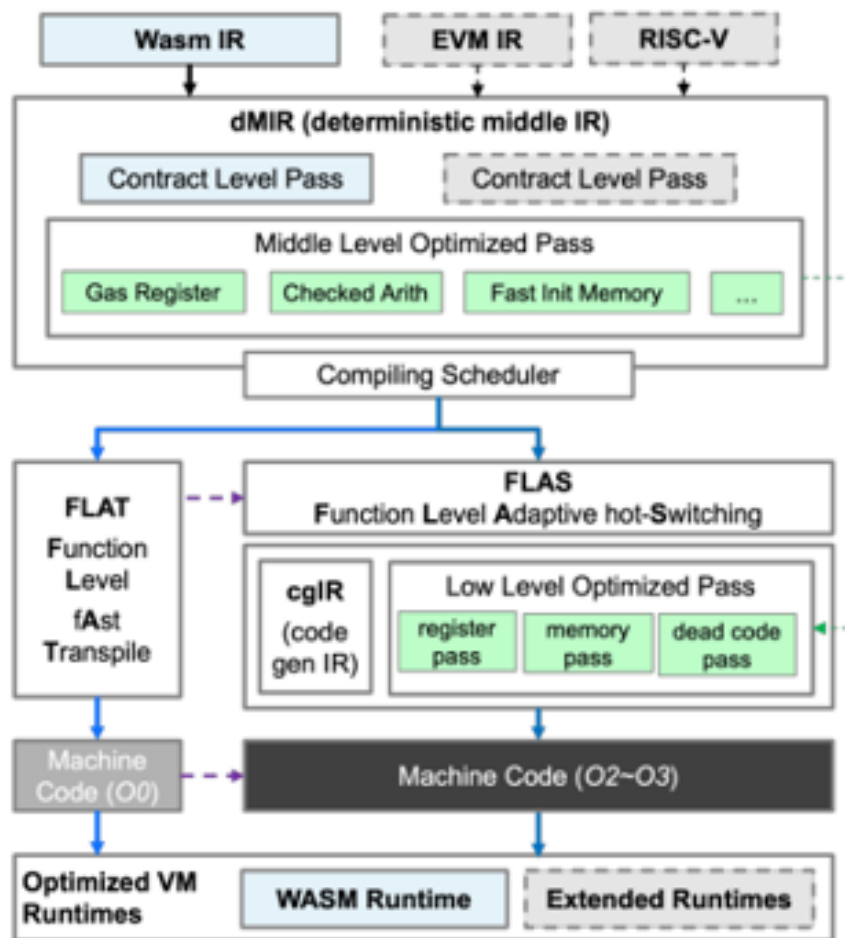 Wasm IR
EVM IR
RISC-V
dMIR (deterministic middle IR)
Contract Level Pass
Contract Level Pass
Middle Level Optimized Pass
Gas Register
Checked Arith
Fast Init Memory
...
Compiling Scheduler
FLAT
Function
Level
fAst
Transpile
FLAS
Function Level Adaptive hot-Switching
cgIR
(code
gen IR)
Low Level Optimized Pass
register
pass
memory
pass
dead code
pass
Machine
Code (O0)
Machine Code (O2~O3)
Optimized VM
Runtimes
WASM Runtime
Extended Runtimes